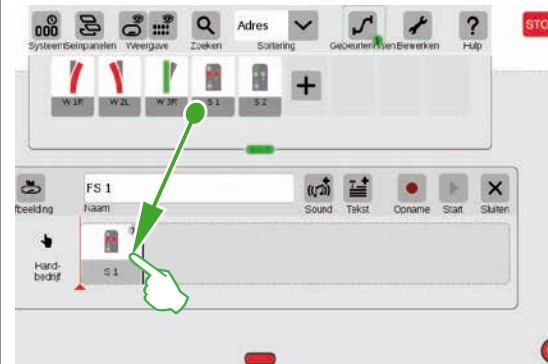 Adres
STO
Systeem Seinpanelen Weergave Zoeken Sortering Gebeurtenissen Bewerken Hulp
W 1R W 2L W 3R S 1 S 2
FS 1
fbeelding Naam Sound Tekst Opname Start Sluiten
Hand-
bedrijf
S 1